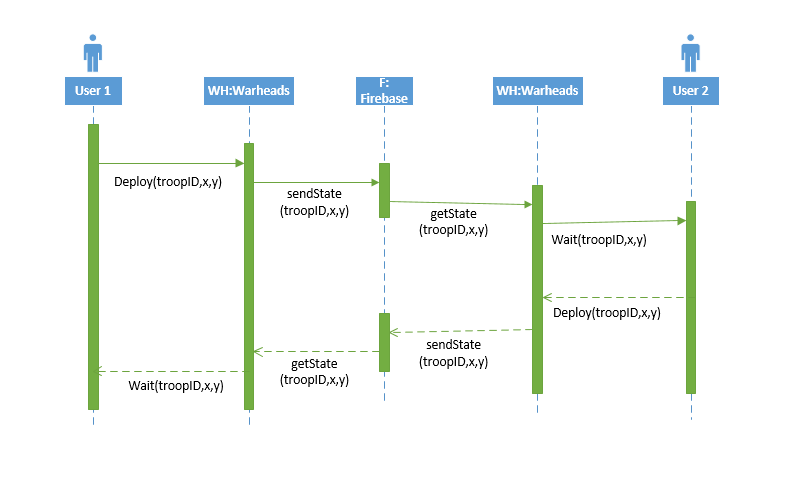 User 1
WH:Warheads
F:
Firebase
WH:Warheads
User 2
Deploy(troopID,x,y)
sendState
(troopID,x,y)
getState
(troopID,x,y)
Wait(troopID,x,y)
Deploy(troopID,x,y)
sendState
(troopID,x,y)
getState
(troopID,x,y)
Wait(troopID,x,y)